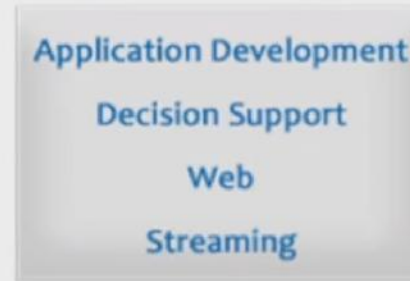 Application Development
Decision Support
Web
Streaming